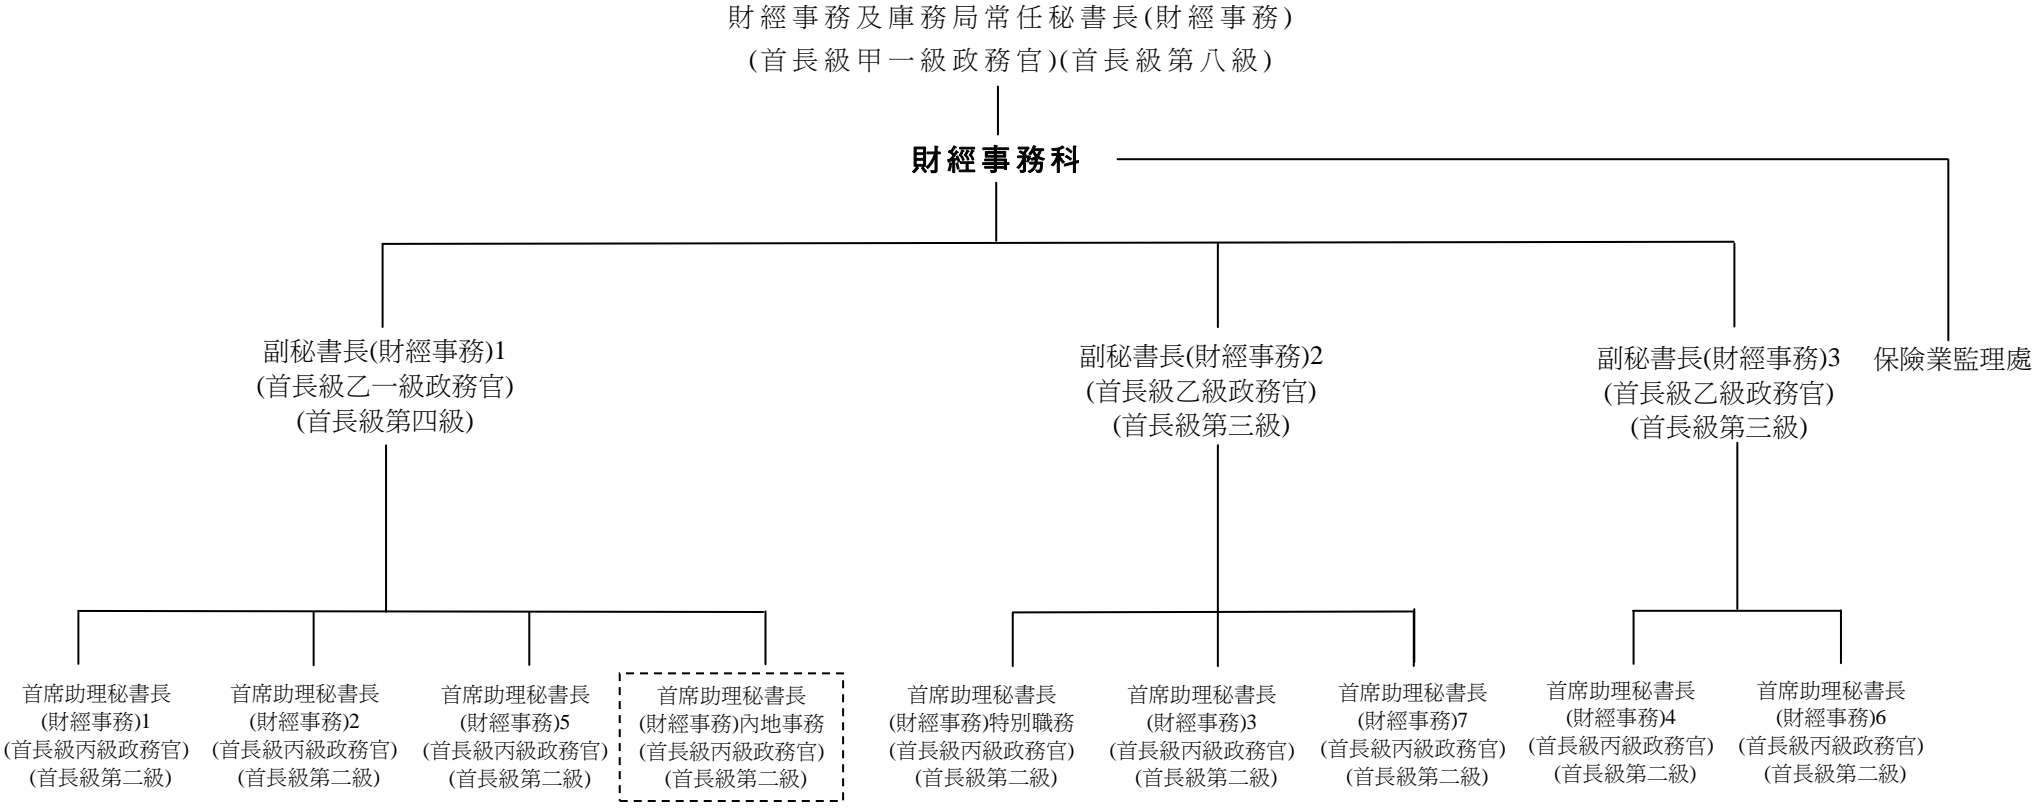 財經事務及庫務局常任秘書長(財經事務)
(首長級甲一級政務官)(首長級第八級)
財經事務科
副秘書長(財經事務)1
(首長級乙一級政務官)
(首長級第四級)
副秘書長(財經事務)2
(首長級乙級政務官)
(首長級第三級)
副秘書長(財經事務)3
(首長級乙級政務官)
(首長級第三級)
保險業監理處
首席助理秘書長
(財經事務)1
(首長級丙級政務官)
(首長級第二級)
首席助理秘書長
(財經事務)2
(首長級丙級政務官)
(首長級第二級)
首席助理秘書長
(財經事務)5
(首長級丙級政務官)
(首長級第二級)
首席助理秘書長
(財經事務)內地事務
(首長級丙級政務官)
(首長級第二級)
首席助理秘書長
(財經事務)特別職務
(首長級丙級政務官)
(首長級第二級)
首席助理秘書長
(財經事務)3
(首長級丙級政務官)
(首長級第二級)
首席助理秘書長
(財經事務)7
(首長級丙級政務官)
(首長級第二級)
首席助理秘書長
(財經事務)4
(首長級丙級政務官)
(首長級第二級)
首席助理秘書長
(財經事務)6
(首長級丙級政務官)
(首長級第二級)